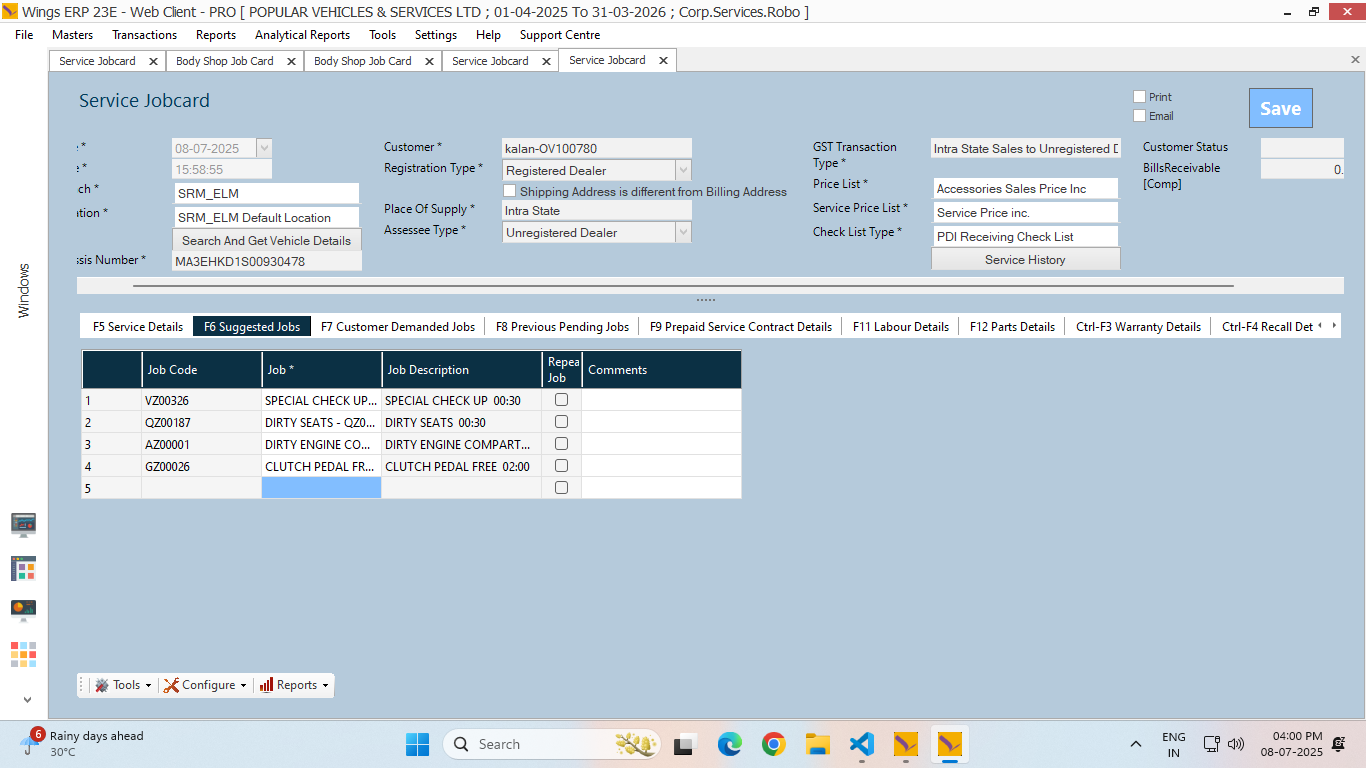 Wings ERP 23E - Web Client - PRO [ POPULAR VEHICLES & SERVICES LTD ; 01-04-2025 To 31-03-2026 ; Corp.Services.Robo ]
File Masters Transactions Reports Analytical Reports Tools Settings Help Support Centre
Service Jobcard Body Shop Job Card Body Shop Job Card Service Jobcard Service Jobcard
Service Jobcard
Print
Email
Save
08-07-2025
15:58:55
SRM_ELM
SRM_ELM Default Location
Search And Get Vehicle Details
Number * MA3EHKD1S00930478
Customer * kalan-OV100780
Registration Type * Registered Dealer
Shipping Address is different from Billing Address
Place Of Supply * Intra State
Assessee Type * Unregistered Dealer
GST Transaction Type * Intra State Sales to Unregistered
Price List * Accessories Sales Price Inc
Service Price List * Service Price inc.
Check List Type * PDI Receiving Check List
Service History
Customer Status
BillsReceivable [Comp] 0.
Windows
F5 Service Details F6 Suggested Jobs F7 Customer Demanded Jobs F8 Previous Pending Jobs F9 Prepaid Service Contract Details F11 Labour Details F12 Parts Details Ctrl-F3 Warranty Details Ctrl-F4 Recall Det
Job Code Job * Job Description Repea Job Comments
1 VZ00326 SPECIAL CHECK UP... SPECIAL CHECK UP 00:30
2 QZ00187 DIRTY SEATS - QZ0... DIRTY SEATS 00:30
3 AZ00001 DIRTY ENGINE CO... DIRTY ENGINE COMPART...
4 GZ00026 CLUTCH PEDAL FR... CLUTCH PEDAL FREE 02:00
5
Tools Configure Reports
6
Rainy days ahead
30°C
Search
ENG
IN
04:00 PM
08-07-2025